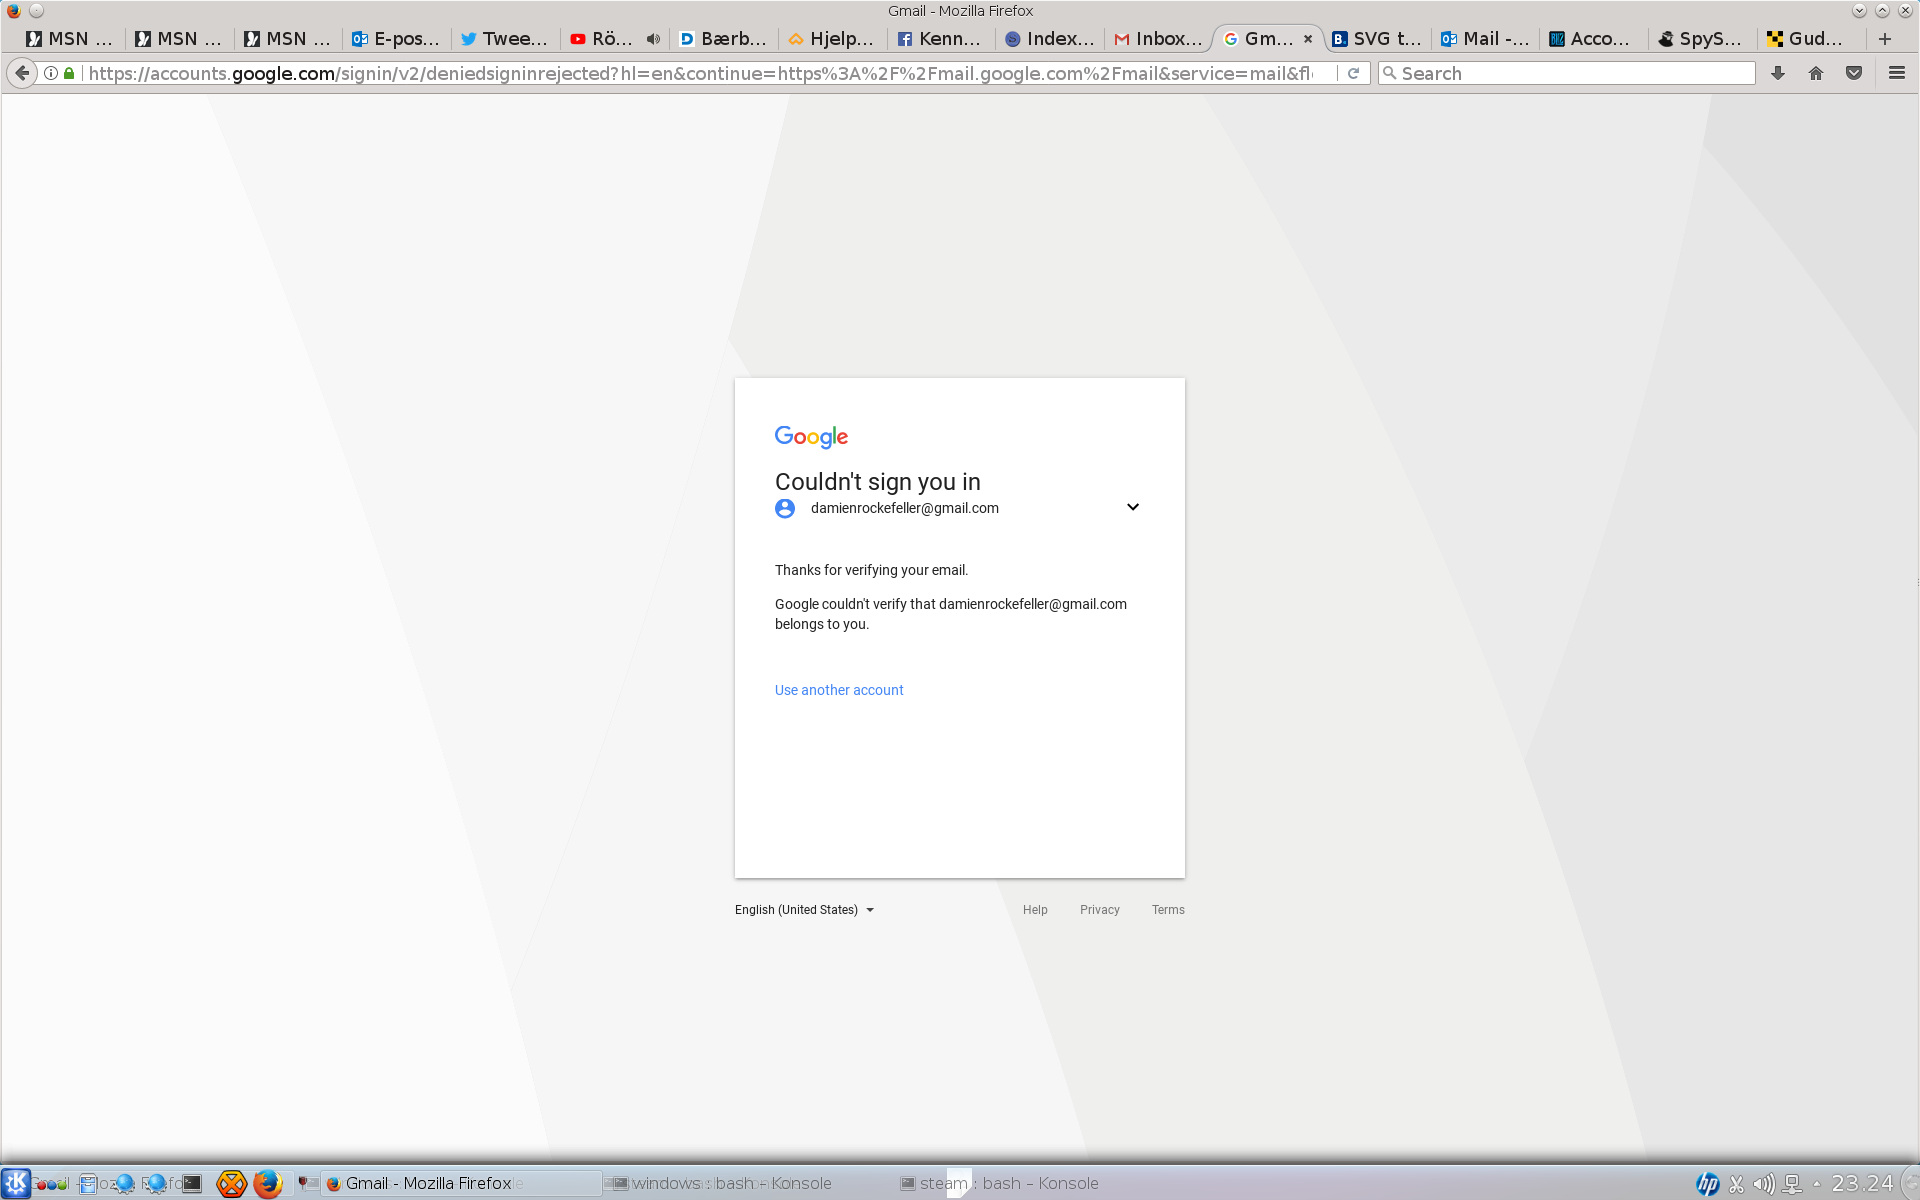 Gmail - Mozilla Firefox
MSN ... MSN ... MSN ... E-pos... Twee... Rö... Bærb... Hjelp... Kenn... Index... Inbox... Gm... SVG t... Mail -... Acco... SpyS... Gud...
https://accounts.google.com/signin/v2/deniedsigninrejected?hl=en&continue=https%3A%2F%2Fmail.google.com%2Fmail&service=mail&fl Search
Google
Couldn't sign you in
damienrockefeller@gmail.com
Thanks for verifying your email.
Google couldn't verify that damienrockefeller@gmail.com
belongs to you.
Use another account
English (United States) Help Privacy Terms
Gmail - Mozilla Firefox windows : bash – Konsole steam : bash – Konsole hp 23.24